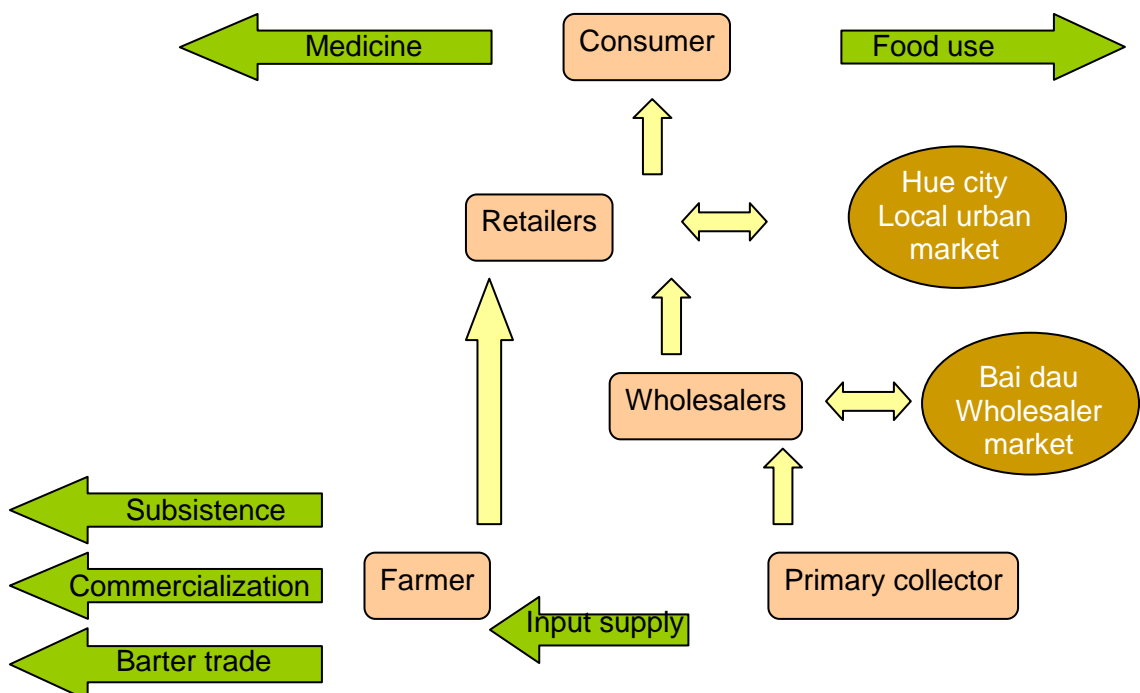 Medicine
Consumer
Food use
Retailers
Hue city
Local urban
market
Wholesalers
Bai dau
Wholesaler
market
Subsistence
Commercialization
Farmer
Primary collector
Input supply
Barter trade